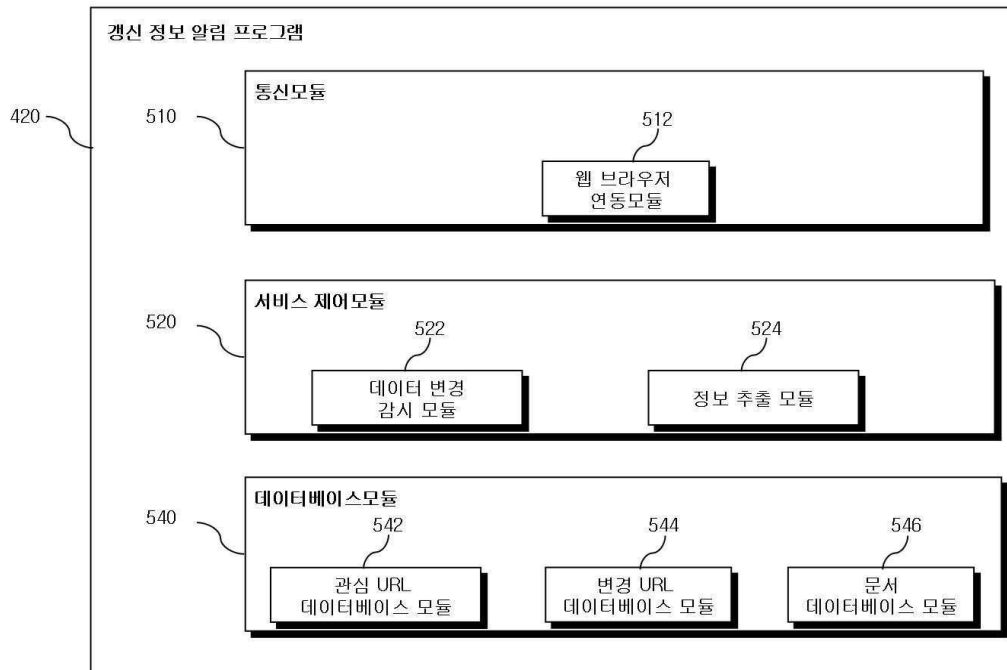 갱신 정보 알림 프로그램
통신모듈
420
510
512
웹 브라우저
연동모듈
서비스 제어모듈
520
522
524
데이터 변경
감시 모듈
정보 추출 모듈
데이터베이스모듈
540
542
544
546
관심 URL
데이터베이스 모듈
변경 URL
데이터베이스 모듈
문서
데이터베이스 모듈